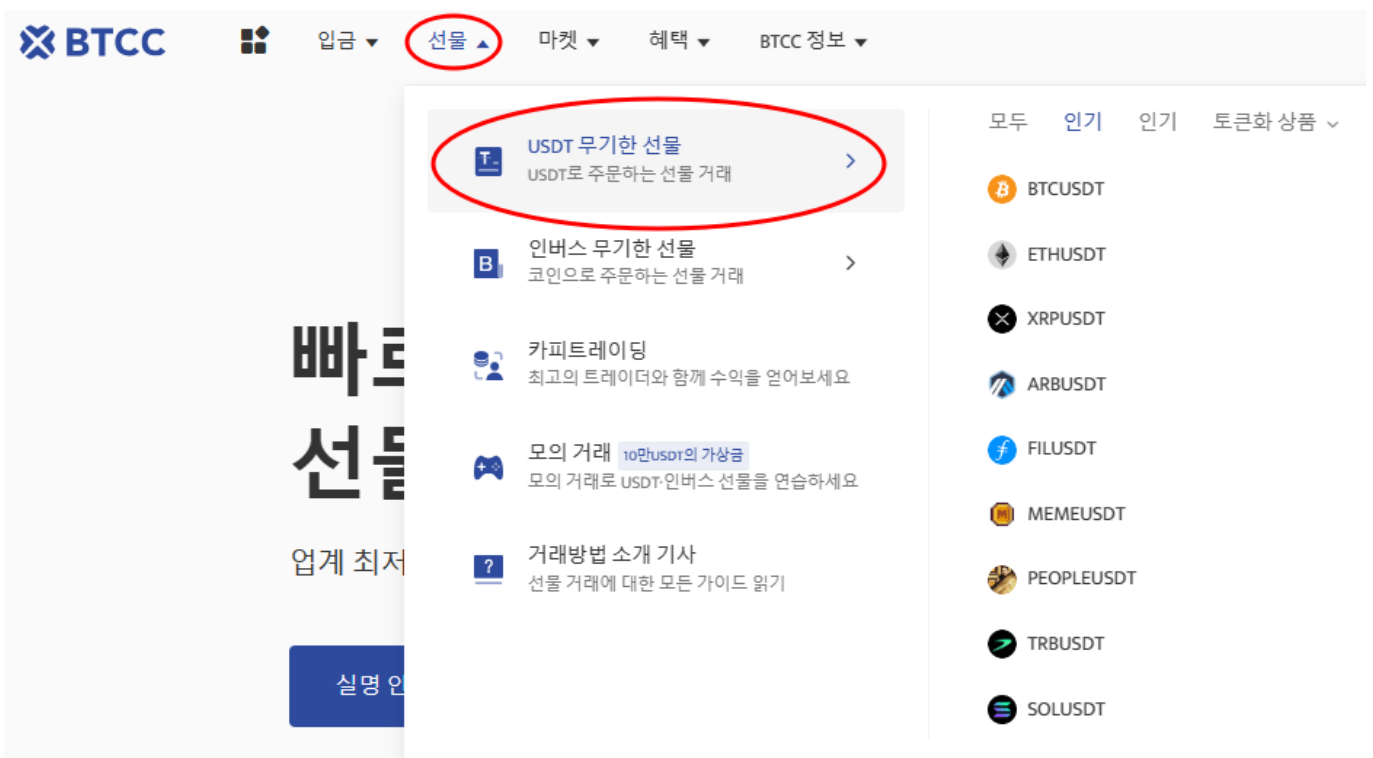 BTCC
입금 ▼
선물 ▲
마켓 ▼
혜택 ▼
BTCC 정보 ▼
USDT 무기한 선물
USDT로 주문하는 선물 거래
인버스 무기한 선물
코인으로 주문하는 선물 거래
카피트레이딩
최고의 트레이더와 함께 수익을 얻어보세요
모의 거래 10만USDT의 가상금
모의 거래로 USDT·인버스 선물을 연습하세요
거래방법 소개 기사
선물 거래에 대한 모든 가이드 읽기
모두 인기 인기 토큰화 상품
BTCUSDT
ETHUSDT
XRPUSDT
ARBUSDT
FILUSDT
MEMEUSDT
PEOPLEUSDT
TRBUSDT
SOLUSDT
빠르
선물
업계 최저
실명 인